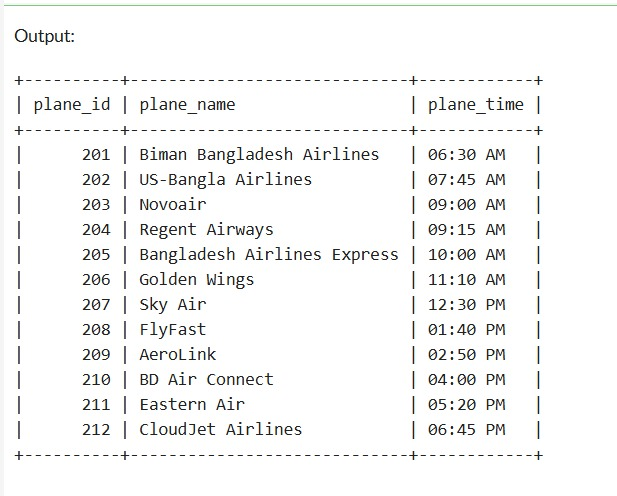 Output:
+----------+-----------------------------+------------+
| plane_id | plane_name                  | plane_time |
+----------+-----------------------------+------------+
|      201 | Biman Bangladesh Airlines   | 06:30 AM   |
|      202 | US-Bangla Airlines          | 07:45 AM   |
|      203 | Novoair                     | 09:00 AM   |
|      204 | Regent Airways              | 09:15 AM   |
|      205 | Bangladesh Airlines Express | 10:00 AM   |
|      206 | Golden Wings                | 11:10 AM   |
|      207 | Sky Air                     | 12:30 PM   |
|      208 | FlyFast                     | 01:40 PM   |
|      209 | AeroLink                    | 02:50 PM   |
|      210 | BD Air Connect              | 04:00 PM   |
|      211 | Eastern Air                 | 05:20 PM   |
|      212 | CloudJet Airlines           | 06:45 PM   |
+----------+-----------------------------+------------+